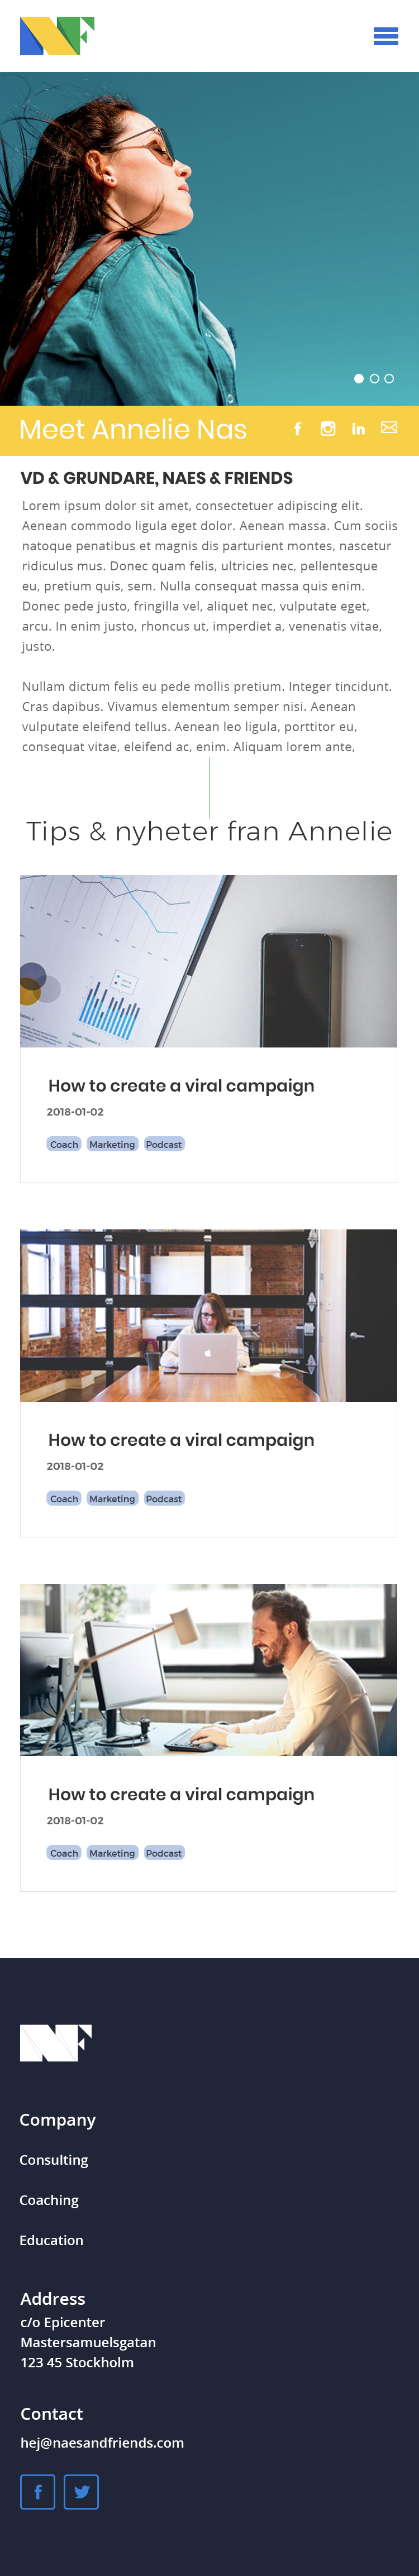 NF
Meet Annelie Nas
VD & GRUNDARE, NAES & FRIENDS
Lorem ipsum dolor sit amet, consectetuer adipiscing elit.
Aenean commodo ligula eget dolor. Aenean massa. Cum sociis
natoque penatibus et magnis dis parturient montes, nascetur
ridiculus mus. Donec quam felis, ultricies nec, pellentesque
eu, pretium quis, sem. Nulla consequat massa quis enim.
Donec pede justo, fringilla vel, aliquet nec, vulputate eget,
arcu. In enim justo, rhoncus ut, imperdiet a, venenatis vitae,
justo.
Nullam dictum felis eu pede mollis pretium. Integer tincidunt.
Cras dapibus. Vivamus elementum semper nisi. Aenean
vulputate eleifend tellus. Aenean leo ligula, porttitor eu,
consequat vitae, eleifend ac, enim. Aliquam lorem ante,
Tips & nyheter fran Annelie
How to create a viral campaign
2018-01-02
Coach Marketing Podcast
How to create a viral campaign
2018-01-02
Coach Marketing Podcast
How to create a viral campaign
2018-01-02
Coach Marketing Podcast
NF
Company
Consulting
Coaching
Education
Address
c/o Epicenter
Mastersamuelsgatan
123 45 Stockholm
Contact
hej@naesandfriends.com